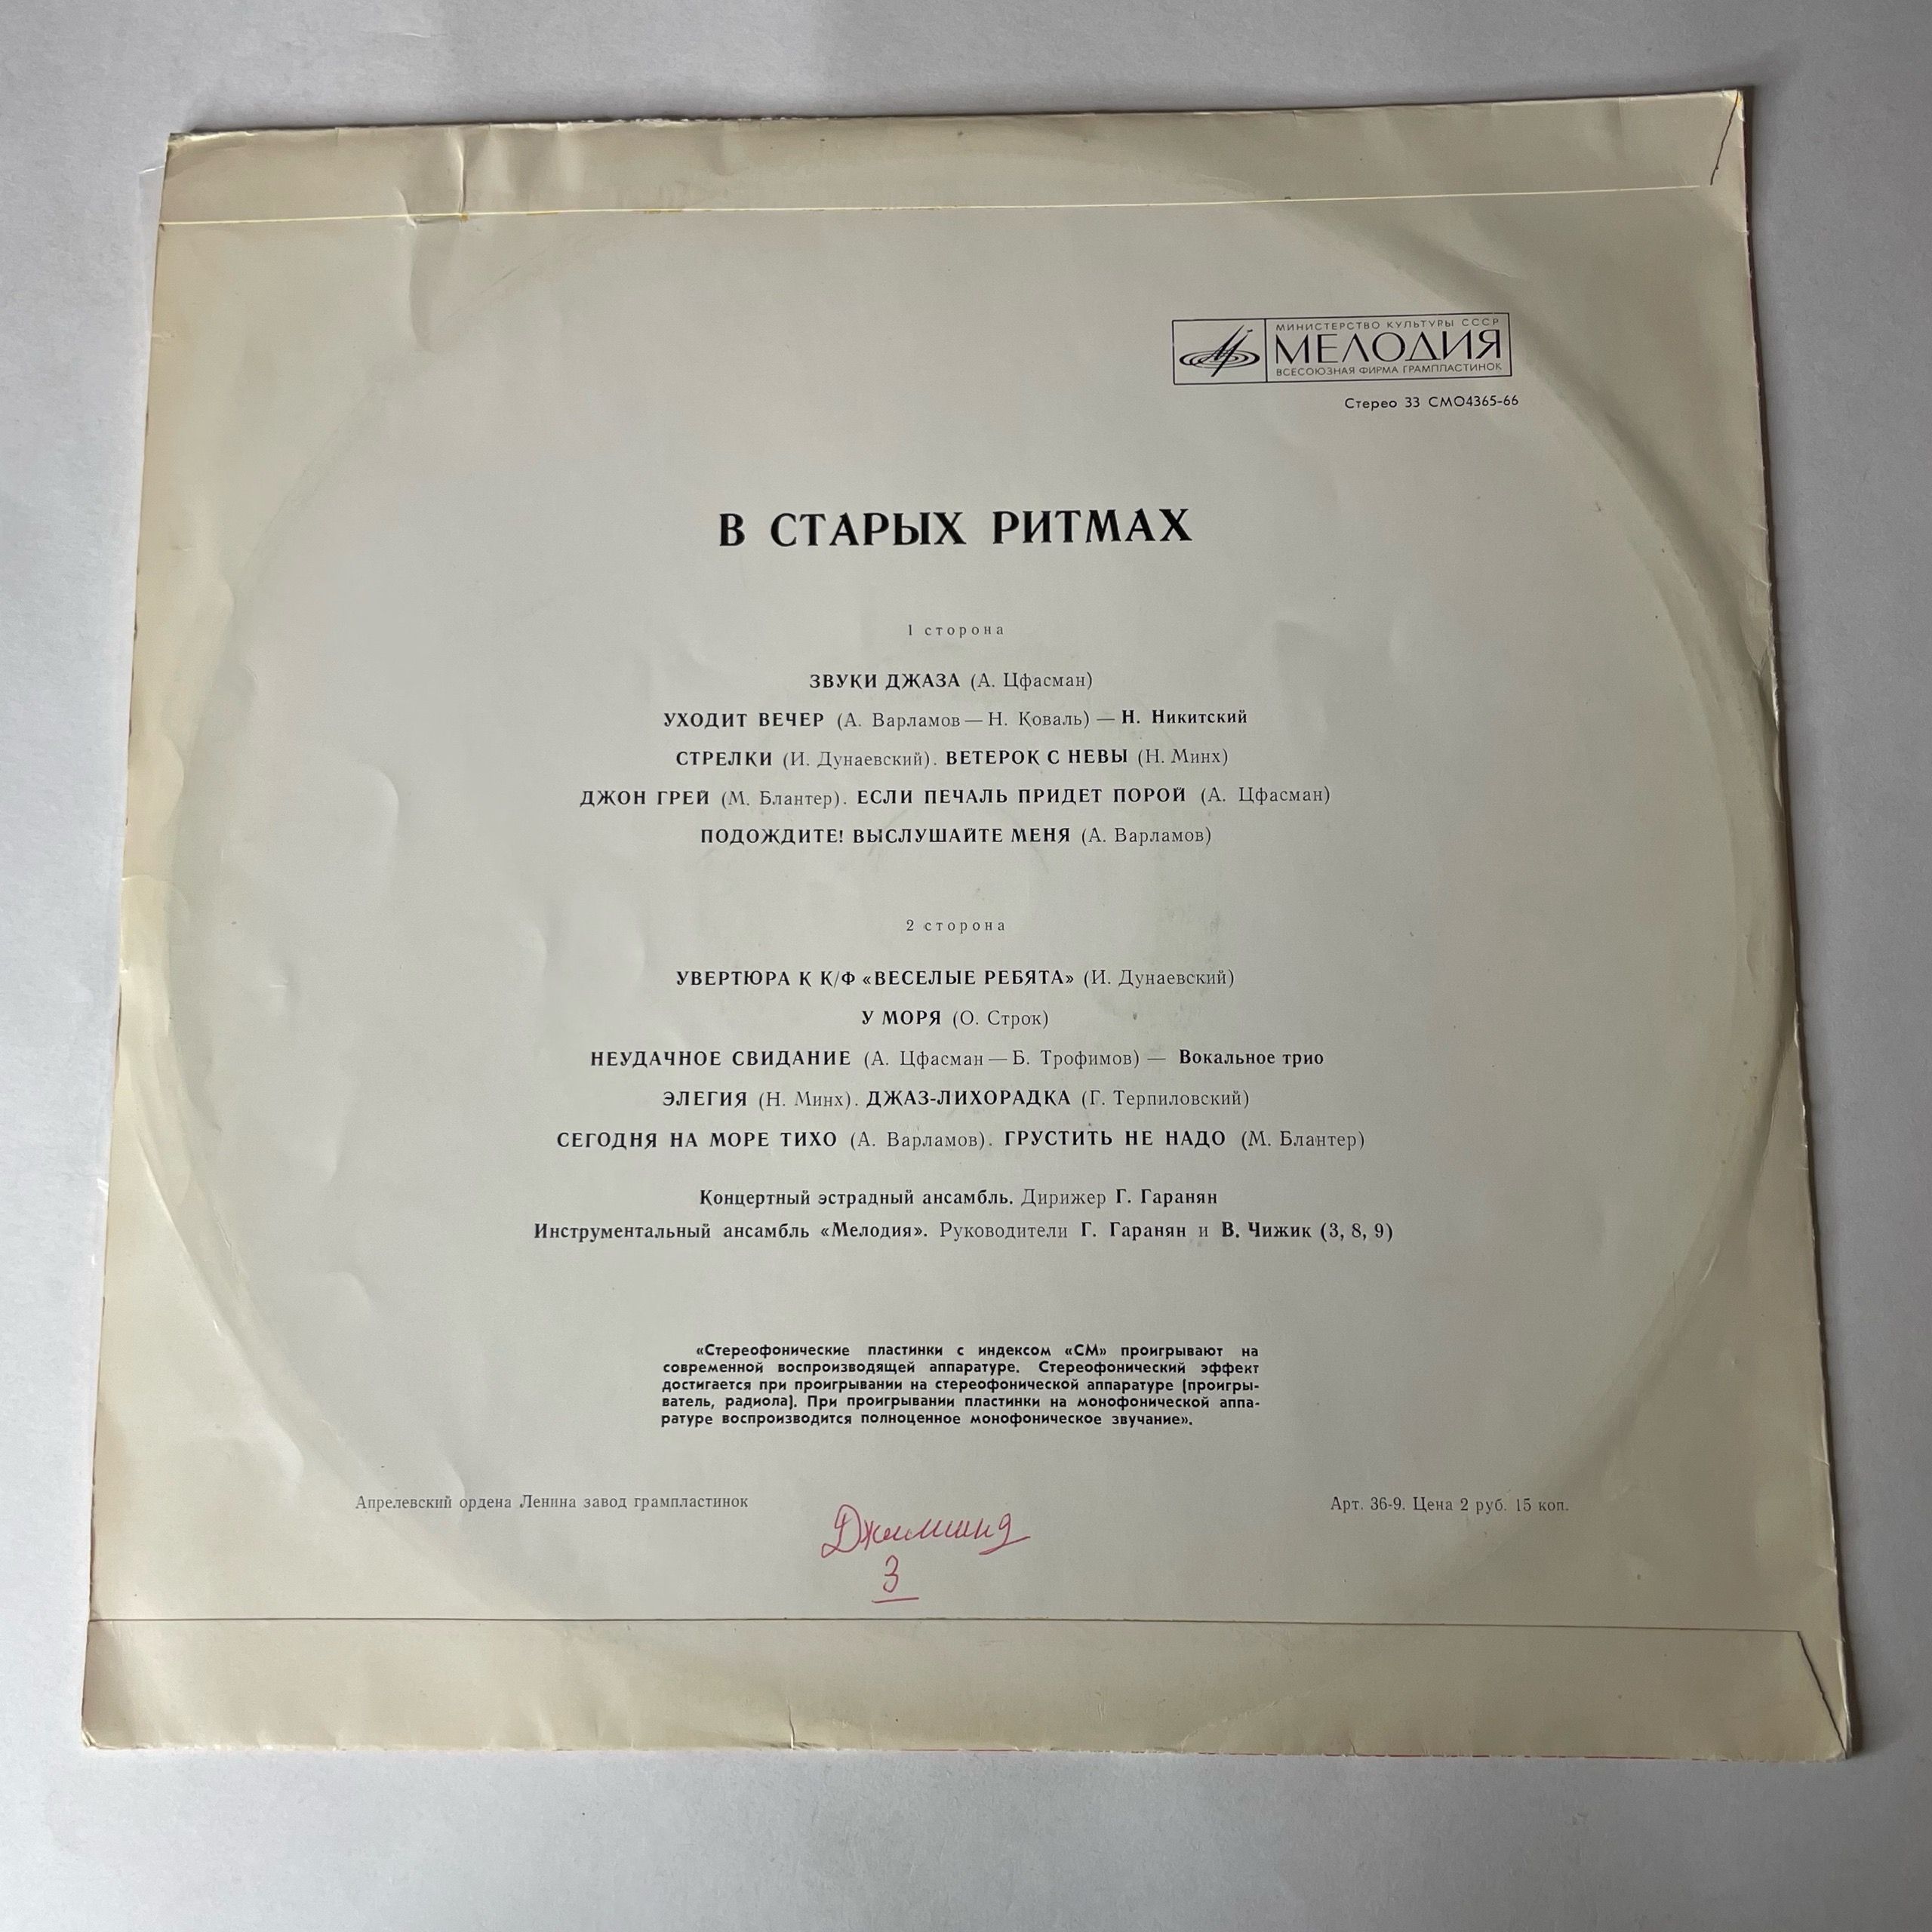 МИНИСТЕРСТВО КУЛЬТУРЫ СССР
МЕЛОДИЯ
ВСЕСОЮЗНАЯ ФИРМА ГРАМПЛАСТИНОК
Стерео 33 СМО4365-66
В СТАРЫХ РИТМАХ
1 сторона
ЗВУКИ ДЖАЗА (А. Цфасман)
УХОДИТ ВЕЧЕР (А. Варламов — Н. Коваль) — Н. Никитский
СТРЕЛКИ (И. Дунаевский). ВЕТЕРОК С НЕВЫ (Н. Минх)
ДЖОН ГРЕЙ (М. Блантер). ЕСЛИ ПЕЧАЛЬ ПРИДЕТ ПОРОЙ (А. Цфасман)
ПОДОЖДИТЕ! ВЫСЛУШАЙТЕ МЕНЯ (А. Варламов)
2 сторона
УВЕРТЮРА К К/Ф «ВЕСЕЛЫЕ РЕБЯТА» (И. Дунаевский)
У МОРЯ (О. Строк)
НЕУДАЧНОЕ СВИДАНИЕ (А. Цфасман — Б. Трофимов) — Вокальное трио
ЭЛЕГИЯ (Н. Минх). ДЖАЗ-ЛИХОРАДКА (Г. Терпиловский)
СЕГОДНЯ НА МОРЕ ТИХО (А. Варламов). ГРУСТИТЬ НЕ НАДО (М. Блантер)
Концертный эстрадный ансамбль. Дирижер Г. Гаранян
Инструментальный ансамбль «Мелодия». Руководители Г. Гаранян и В. Чижик (3, 8, 9)
«Стереофонические пластинки с индексом «СМ» проигрывают на
современной воспроизводящей аппаратуре. Стереофонический эффект
достигается при проигрывании на стереофонической аппаратуре (проигры-
ватель, радиола). При проигрывании пластинки на монофонической аппа-
ратуре воспроизводится полноценное монофоническое звучание».
Апрелевский ордена Ленина завод грампластинок
Арт. 36-9. Цена 2 руб. 15 коп.
3